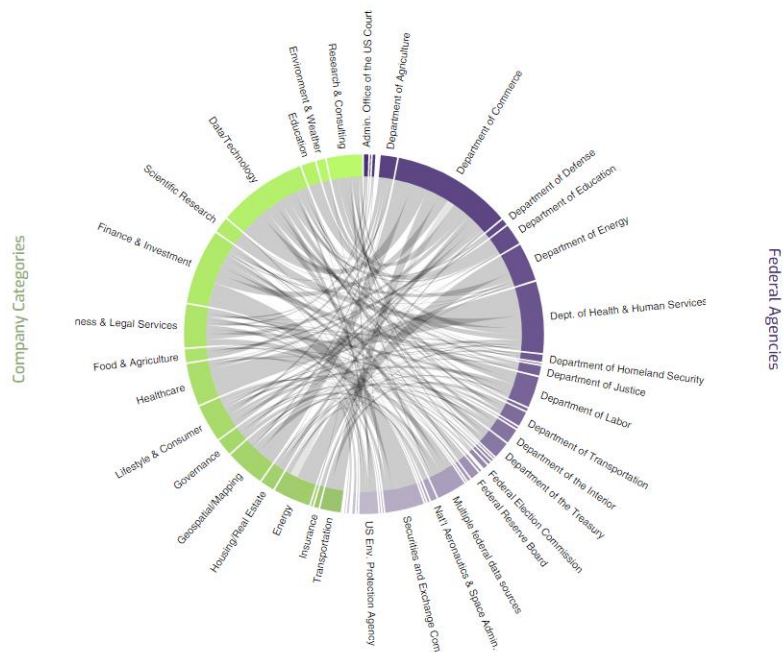 Company Categories
Research & Consulting
Environment & Weather
Education
Data/Technology
Scientific Research
Finance & Investment
ness & Legal Services
Food & Agriculture
Healthcare
Lifestyle & Consumer
Governance
Geospatial/Mapping
Housing/Real Estate
Energy
Insurance
Transportation
Admin. Office of the US Court
Department of Agriculture
Department of Commerce
Department of Defense
Department of Education
Department of Energy
Dept. of Health & Human Services
Department of Homeland Security
Department of Justice
Department of Labor
Department of Transportation
Department of the Interior
Department of the Treasury
Federal Election Commission
Federal Reserve Board
Multiple federal data sources
Nat'l Aeronautics & Space Admin.
Securities and Exchange Com
US Env. Protection Agency
Federal Agencies